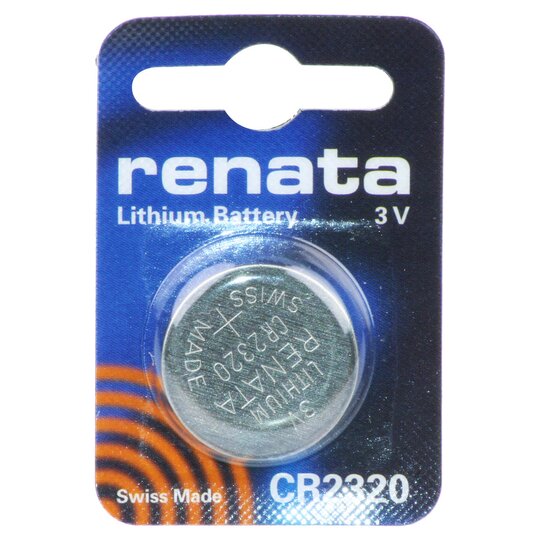 renata
Lithium Battery 3 V
SWISS MADE
+
CR2320
RENATA
LITHIUM
3V
Swiss Made CR2320